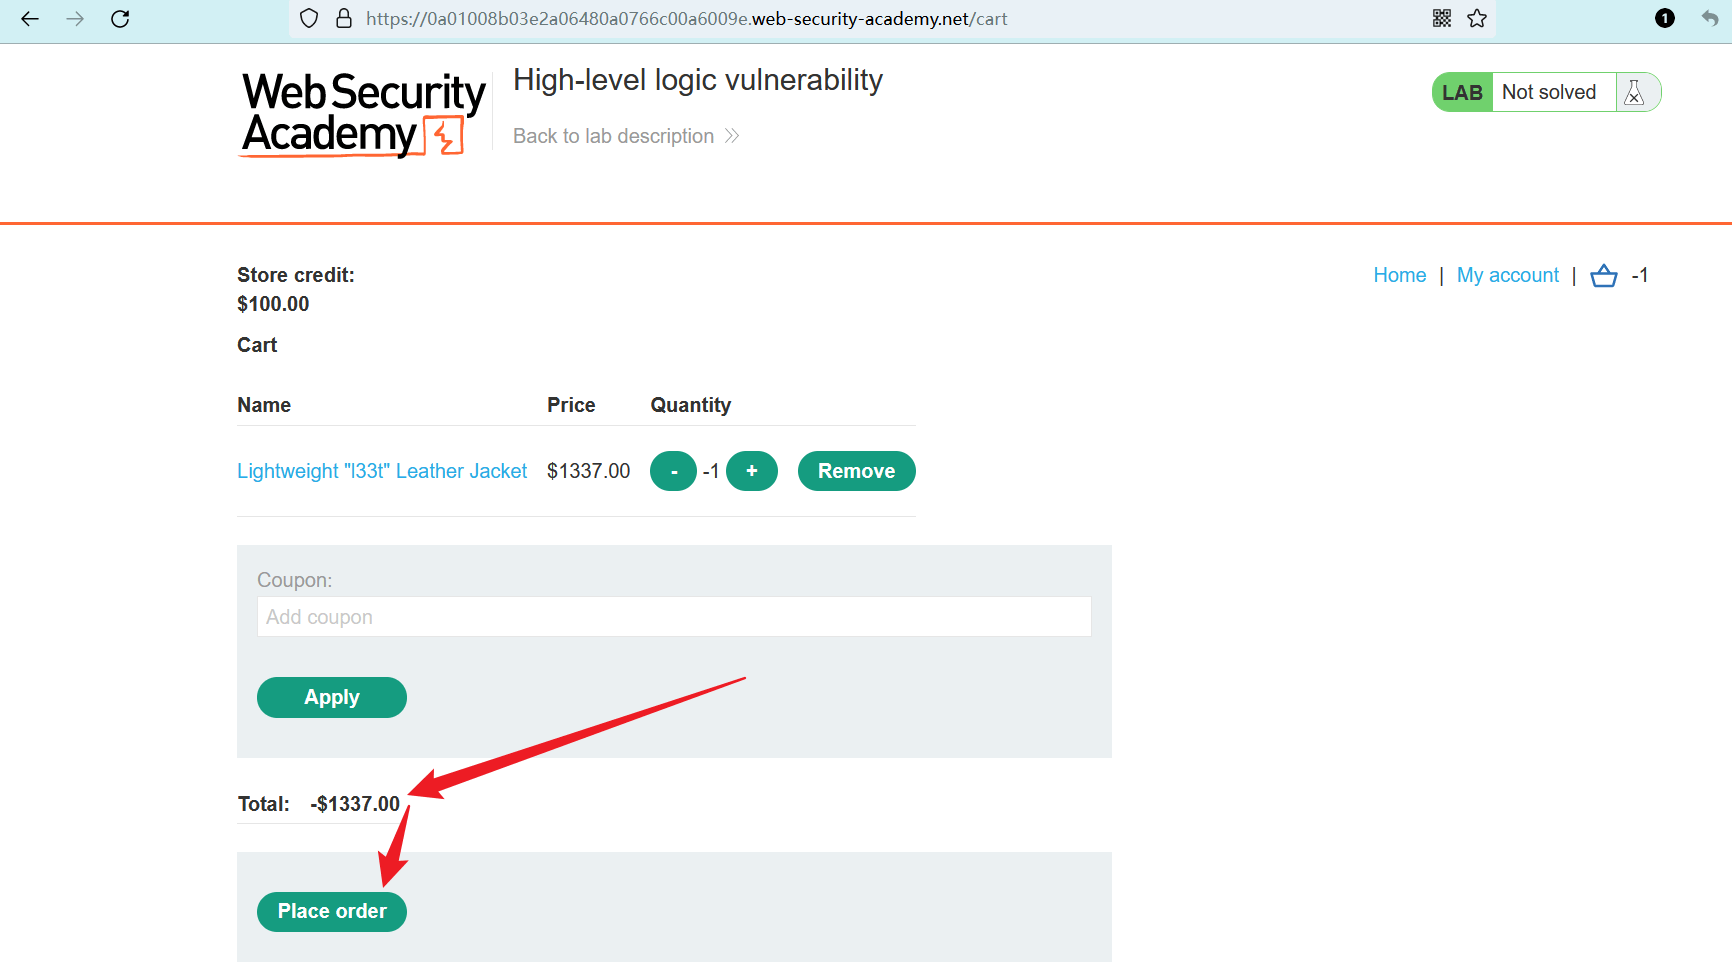 https://0a01008b03e2a06480a0766c00a6009e.web-security-academy.net/cart
1
WebSecurity
Academy
High-level logic vulnerability
Back to lab description
LAB Not solved
Store credit:
$100.00
Home | My account | -1
Cart
Name Price Quantity
Lightweight "l33t" Leather Jacket $1337.00 - -1 + Remove
Coupon:
Add coupon
Apply
Total: -$1337.00
Place order